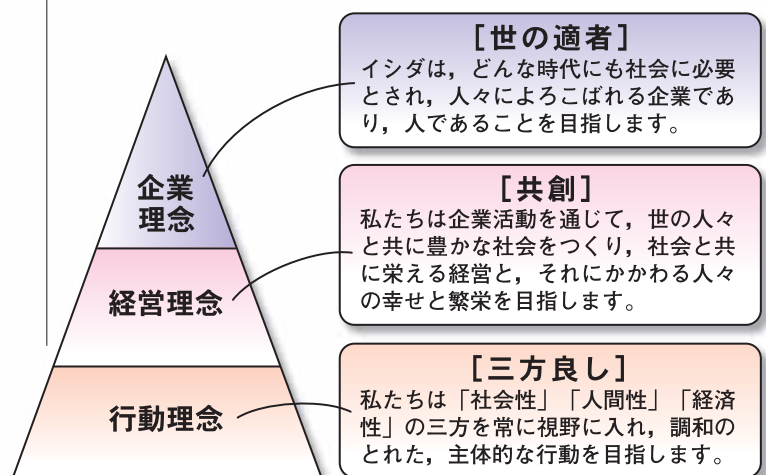 企業
理念
経営理念
行動理念
［世の適者］
イシダは，どんな時代にも社会に必要
とされ，人々によろこばれる企業であ
り，人であることを目指します。
［共創］
私たちは企業活動を通じて，世の人々
と共に豊かな社会をつくり，社会と共
に栄える経営と，それにかかわる人々
の幸せと繁栄を目指します。
［三方良し］
私たちは「社会性」「人間性」「経済
性」の三方を常に視野に入れ，調和の
とれた，主体的な行動を目指します。